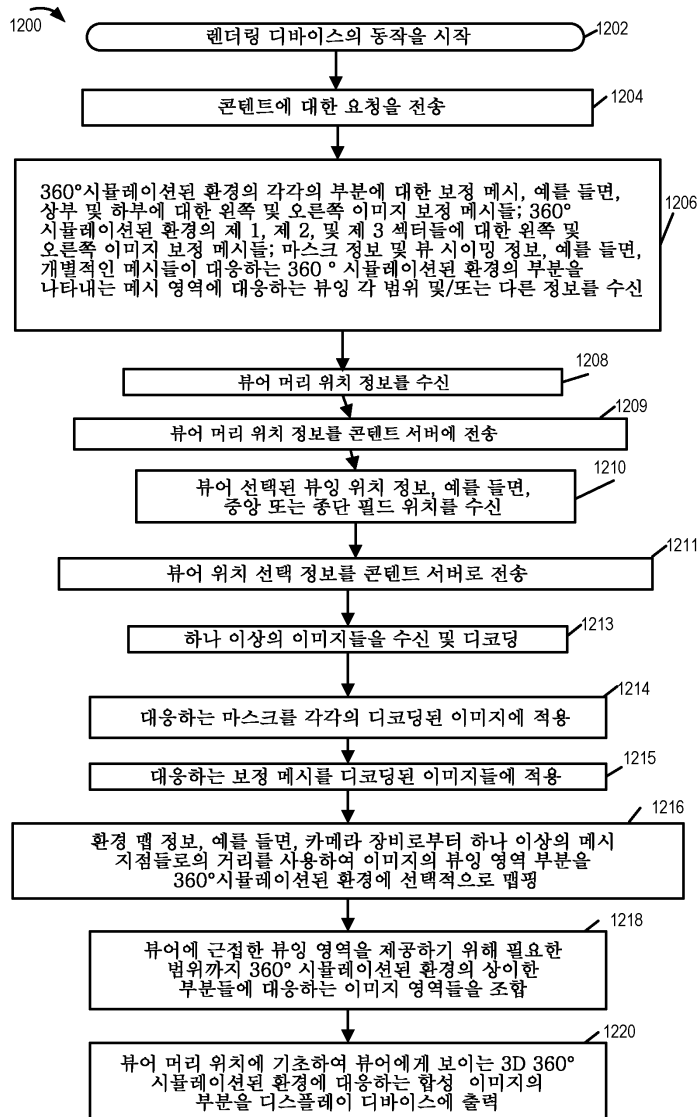 1200
렌더링 디바이스의 동작을 시작
1202
콘텐트에 대한 요청을 전송
1204
360°시뮬레이션된 환경의 각각의 부분에 대한 보정 메시, 예를 들면,
상부 및 하부에 대한 왼쪽 및 오른쪽 이미지 보정 메시들; 360°
시뮬레이션된 환경의 제 1, 제 2, 및 제 3 섹터들에 대한 왼쪽 및
오른쪽 이미지 보정 메시들; 마스크 정보 및 뷰 시이밍 정보, 예를 들면,
개별적인 메시들이 대응하는 360 ° 시뮬레이션된 환경의 부분을
나타내는 메시 영역에 대응하는 뷰잉 각 범위 및/또는 다른 정보를 수신
1206
뷰어 머리 위치 정보를 수신
1208
뷰어 머리 위치 정보를 콘텐트 서버에 전송
1209
뷰어 선택된 뷰잉 위치 정보, 예를 들면,
중앙 또는 종단 필드 위치를 수신
1210
뷰어 위치 선택 정보를 콘텐트 서버로 전송
1211
하나 이상의 이미지들을 수신 및 디코딩
1213
대응하는 마스크를 각각의 디코딩된 이미지에 적용
1214
대응하는 보정 메시를 디코딩된 이미지들에 적용
1215
환경 맵 정보, 예를 들면, 카메라 장비로부터 하나 이상의 메시
지점들로의 거리를 사용하여 이미지의 뷰잉 영역 부분을
360°시뮬레이션된 환경에 선택적으로 맵핑
1216
뷰어에 근접한 뷰잉 영역을 제공하기 위해 필요한
범위까지 360° 시뮬레이션된 환경의 상이한
부분들에 대응하는 이미지 영역들을 조합
1218
뷰어 머리 위치에 기초하여 뷰어에게 보이는 3D 360°
시뮬레이션된 환경에 대응하는 합성 이미지의
부분을 디스플레이 디바이스에 출력
1220